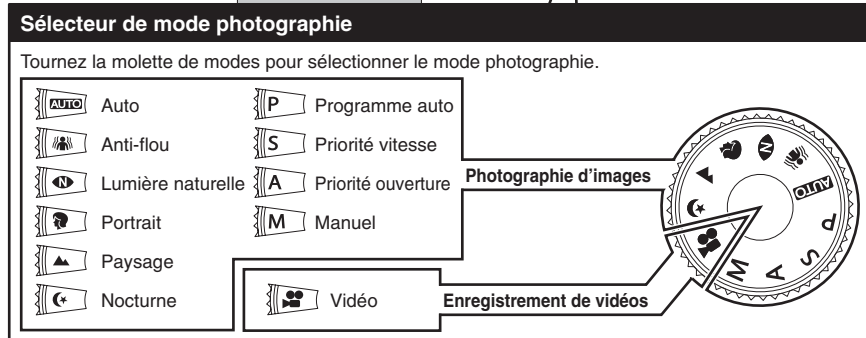 Sélecteur de mode photographie
Tournez la molette de modes pour sélectionner le mode photographie.
AUTO Auto
Anti-flou
N Lumière naturelle
Portrait
Paysage
Nocturne
P Programme auto
S Priorité vitesse
A Priorité ouverture
M Manuel
Vidéo
Photographie d'images
Enregistrement de vidéos
N
AUTO
P
S
A
M